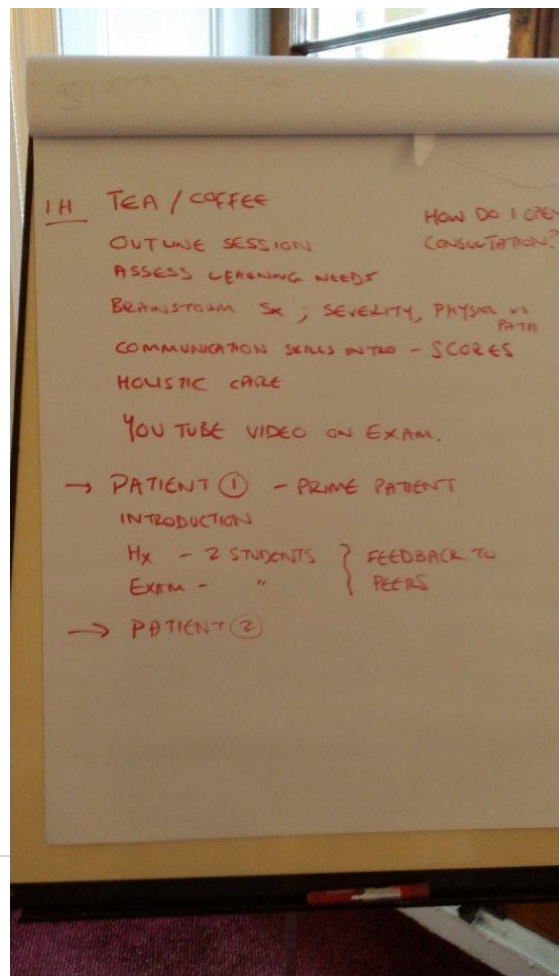 1H TEA / COFFEE
HOW DO I
CONSULTATION?
OUTLINE SESSION
ASSESS LEARNING NEEDS
BRAINSTORM Sx ; SEVERITY, PHYSIOL vs
PATH
COMMUNICATION SKILLS INTRO - SCORES
HOLISTIC CARE
YOU TUBE VIDEO ON EXAM.
→ PATIENT ① - PRIME PATIENT
INTRODUCTION
Hx - 2 STUDENTS } FEEDBACK TO
EXAM - " } PEERS
→ PATIENT ②